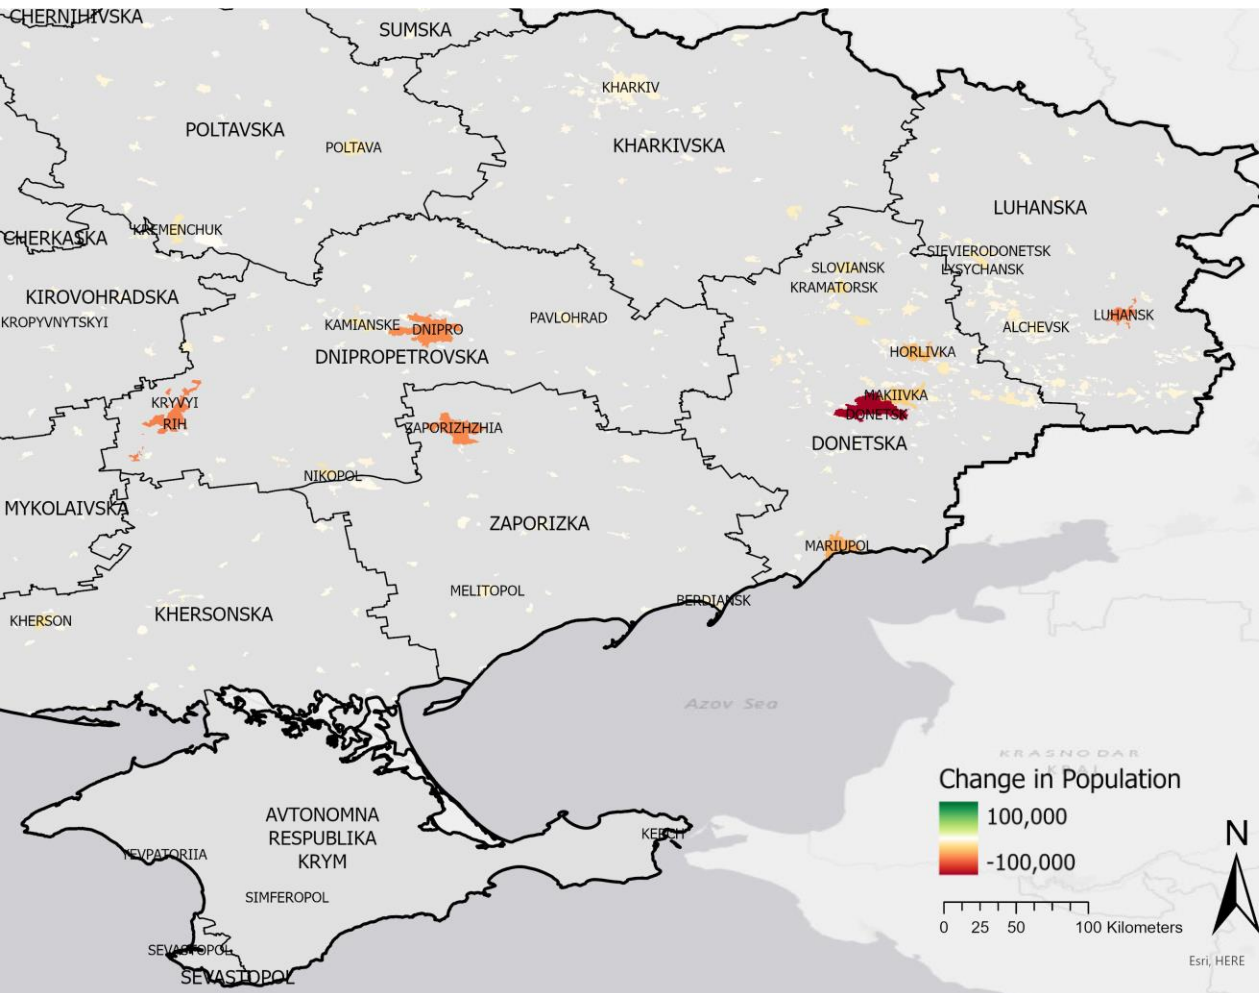 CHERNIHIVSKA
SUMSKA
KHARKIV
POLTAVSKA
POLTAVA
KHARKIVSKA
LUHANSKA
KREMENCHUK
CHERKASKA
SIEVIERODONETSK
LYSYCHANSK
SLOVIANSK
KRAMATORSK
KIROVOHRADSKA
KROPYVNYTSKYI
KAMIANSKE
DNIPRO
PAVLOHRAD
LUHANSK
ALCHEVSK
DNIPROPETROVSKA
HORLIVKA
KRYVYI
RIH
MAKIIVKA
DONETSK
ZAPORIZHZHIA
DONETSKA
NIKOPOL
MYKOLAIVSKA
ZAPORIZKA
MARIUPOL
MELITOPOL
BERDIANSK
KHERSON
KHERSONSKA
Azov Sea
KRASNODAR
KRAI
Change in Population
100,000
-100,000
AVTONOMNA
RESPUBLIKA
KRYM
KERCH
YEVPATORIIA
SIMFEROPOL
SEVASTOPOL
SEVASTOPOL
N
0 25 50 100 Kilometers
Esri, HERE